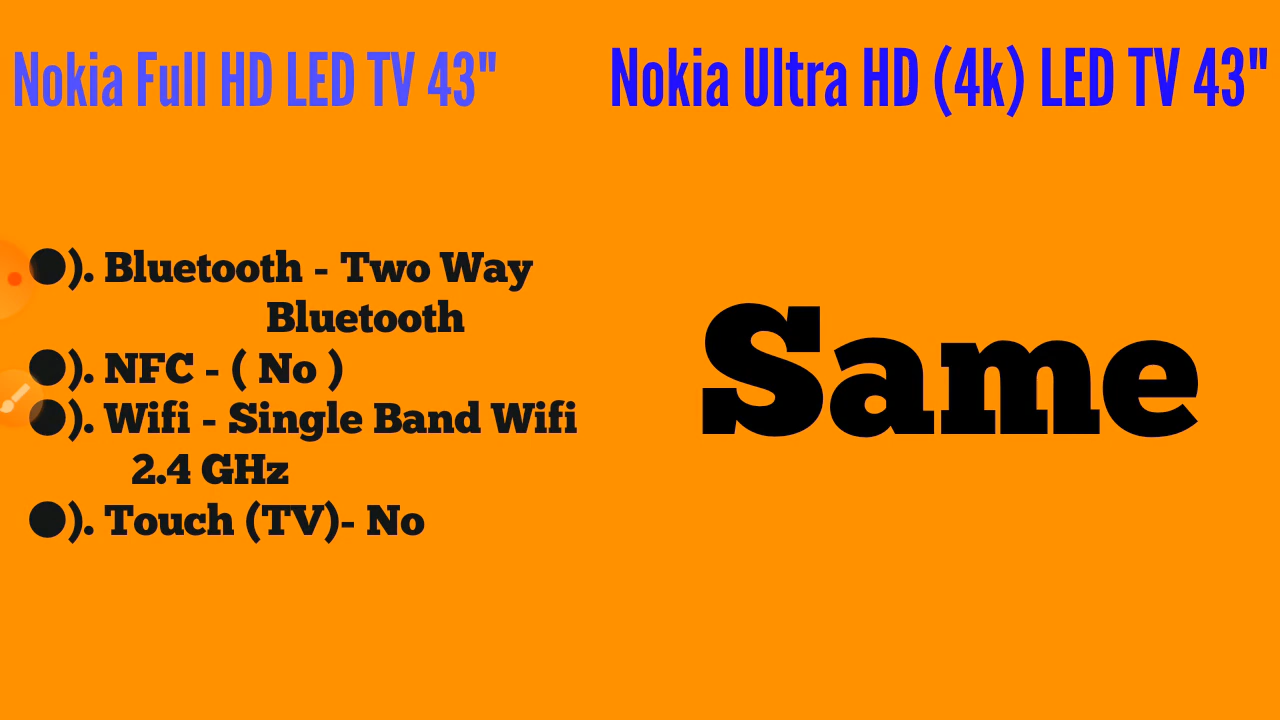 Nokia Full HD LED TV 43"
Nokia Ultra HD (4k) LED TV 43"
●). Bluetooth - Two Way
Bluetooth
●). NFC - ( No )
●). Wifi - Single Band Wifi
2.4 GHz
●). Touch (TV)- No
Same